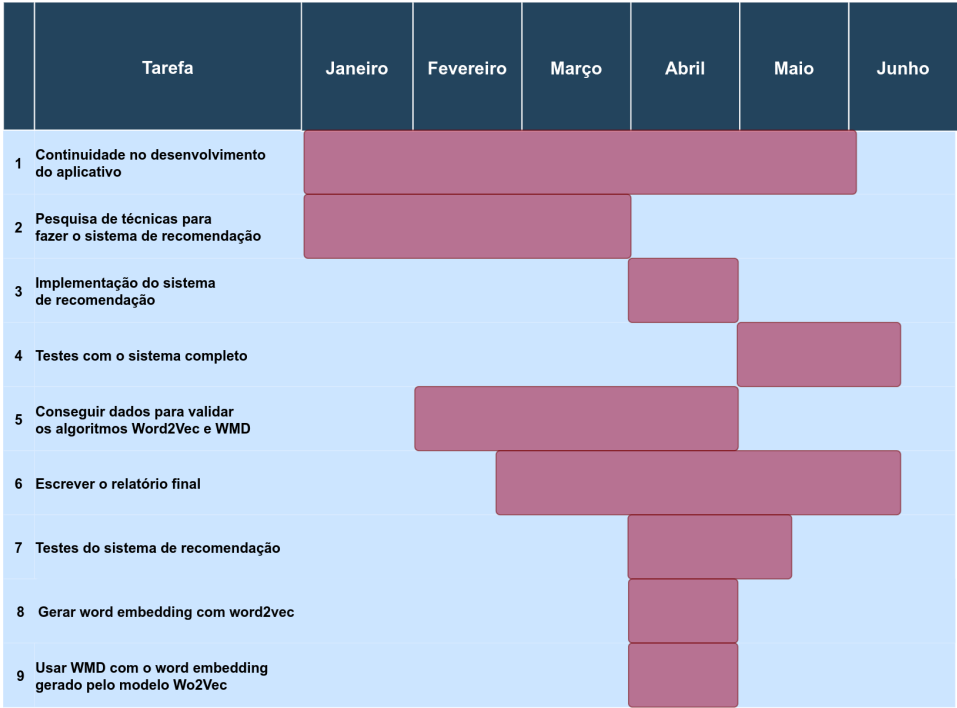 Tarefa
Janeiro
Fevereiro
Março
Abril
Maio
Junho
1
Continuidade no desenvolvimento
do aplicativo
2
Pesquisa de técnicas para
fazer o sistema de recomendação
3
Implementação do sistema
de recomendação
4
Testes com o sistema completo
5
Conseguir dados para validar
os algoritmos Word2Vec e WMD
6
Escrever o relatório final
7
Testes do sistema de recomendação
8
Gerar word embedding com word2vec
9
Usar WMD com o word embedding
gerado pelo modelo Wo2Vec